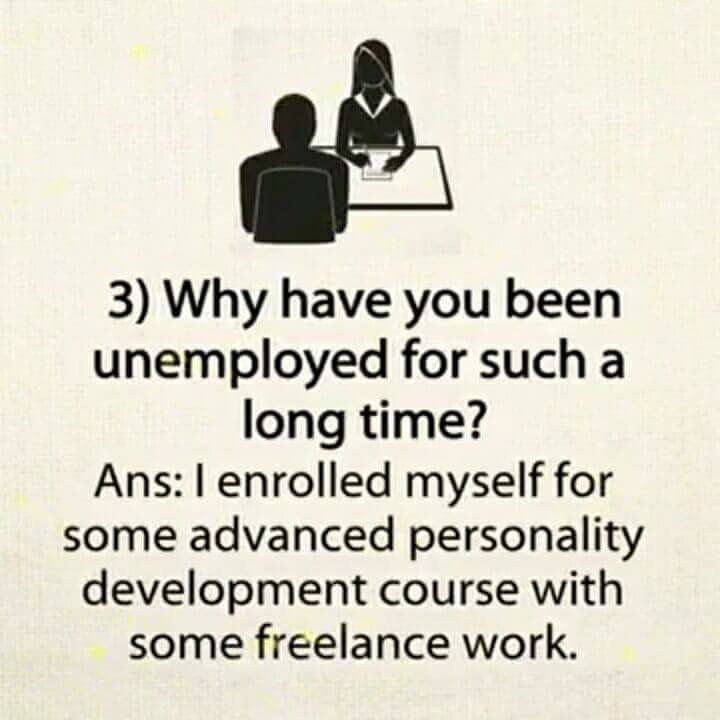 3) Why have you been
unemployed for such a
long time?
Ans: I enrolled myself for
some advanced personality
development course with
some freelance work.